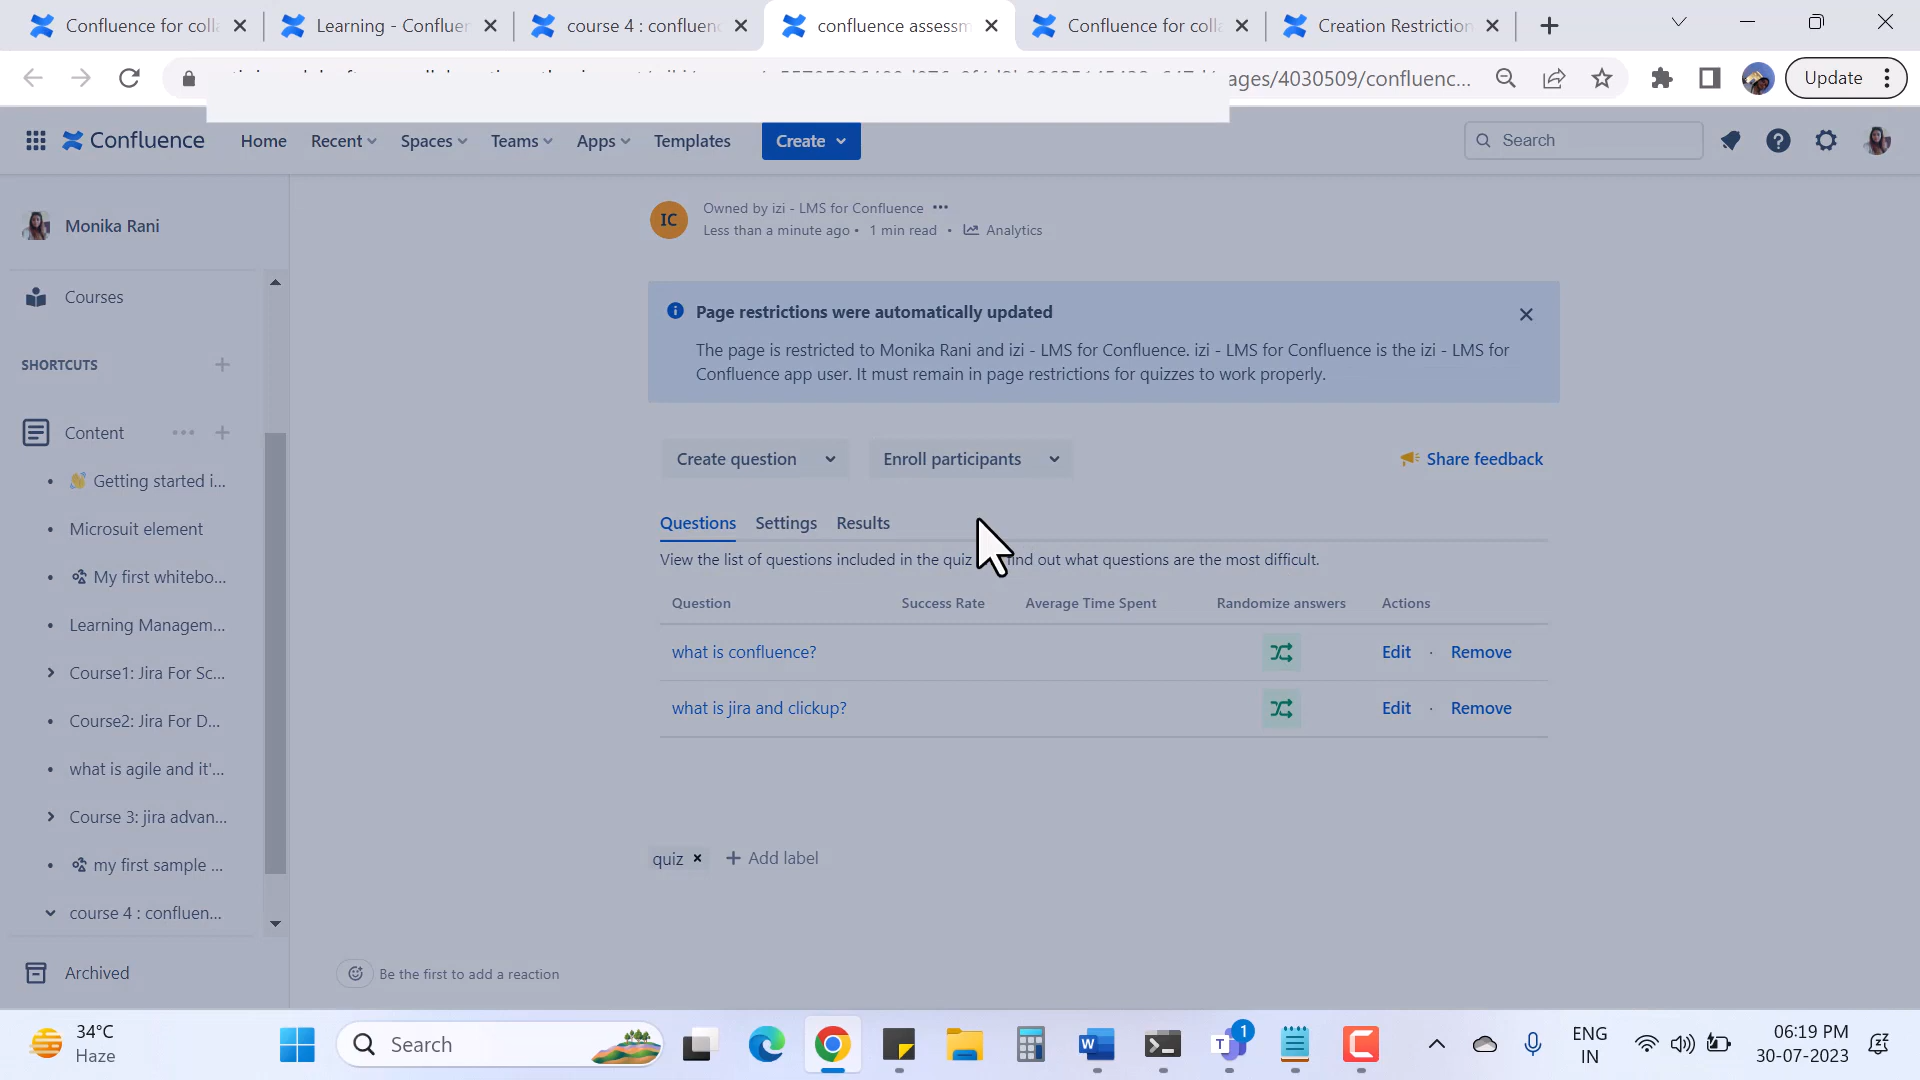 Confluence for colla
Learning - Confluen
course 4 : confluenc
confluence assessm
Confluence for colla
Creation Restriction
ages/4030509/confluenc...
Update
Confluence
Home
Recent
Spaces
Teams
Apps
Templates
Create
Search
Monika Rani
Courses
SHORTCUTS
Content
Getting started i...
Microsuit element
My first whitebo...
Learning Managem...
Course1: Jira For Sc...
Course2: Jira For D...
what is agile and it'...
Course 3: jira advan...
my first sample ...
course 4 : confluen...
Archived
IC
Owned by izi - LMS for Confluence
Less than a minute ago • 1 min read • Analytics
Page restrictions were automatically updated
The page is restricted to Monika Rani and izi - LMS for Confluence. izi - LMS for Confluence is the izi - LMS for
Confluence app user. It must remain in page restrictions for quizzes to work properly.
Create question
Enroll participants
Share feedback
Questions Settings Results
View the list of questions included in the quiz find out what questions are the most difficult.
Question Success Rate Average Time Spent Randomize answers Actions
what is confluence? Edit · Remove
what is jira and clickup? Edit · Remove
quiz × + Add label
Be the first to add a reaction
34°C
Haze
Search
1
ENG
IN
06:19 PM
30-07-2023